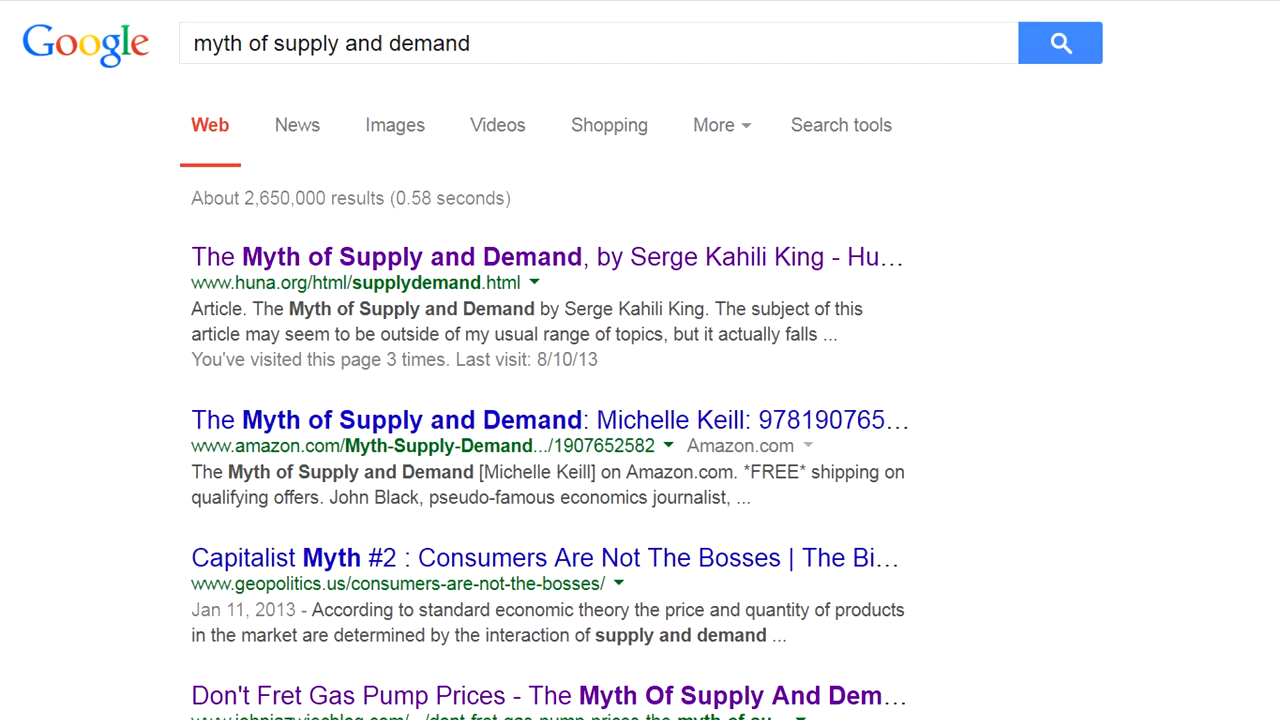 Google
myth of supply and demand
Web News Images Videos Shopping More Search tools
About 2,650,000 results (0.58 seconds)
The Myth of Supply and Demand, by Serge Kahili King - Hu...
www.huna.org/html/supplydemand.html
Article. The Myth of Supply and Demand by Serge Kahili King. The subject of this
article may seem to be outside of my usual range of topics, but it actually falls ...
You've visited this page 3 times. Last visit: 8/10/13
The Myth of Supply and Demand: Michelle Keill: 978190765...
www.amazon.com/Myth-Supply-Demand.../1907652582 Amazon.com
The Myth of Supply and Demand [Michelle Keill] on Amazon.com. *FREE* shipping on
qualifying offers. John Black, pseudo-famous economics journalist, ...
Capitalist Myth #2 : Consumers Are Not The Bosses | The Bi...
www.geopolitics.us/consumers-are-not-the-bosses/
Jan 11, 2013 - According to standard economic theory the price and quantity of products
in the market are determined by the interaction of supply and demand ...
Don't Fret Gas Pump Prices - The Myth Of Supply And Dem...